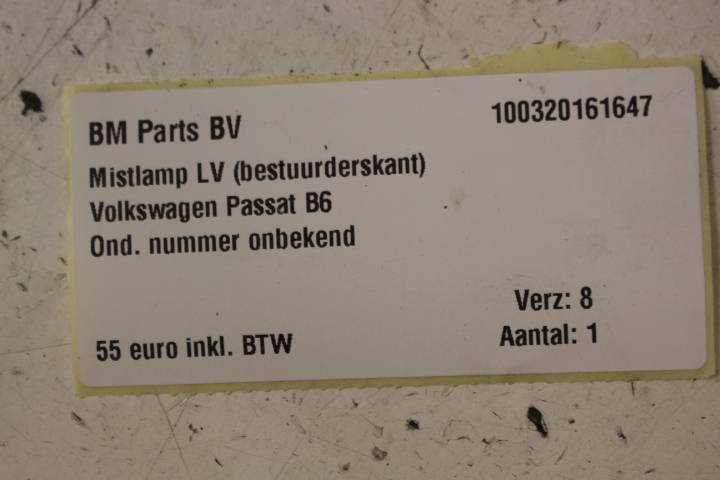 BM Parts BV 100320161647
Mistlamp LV (bestuurderskant)
Volkswagen Passat B6
Ond. nummer onbekend
Verz: 8
55 euro inkl. BTW Aantal: 1